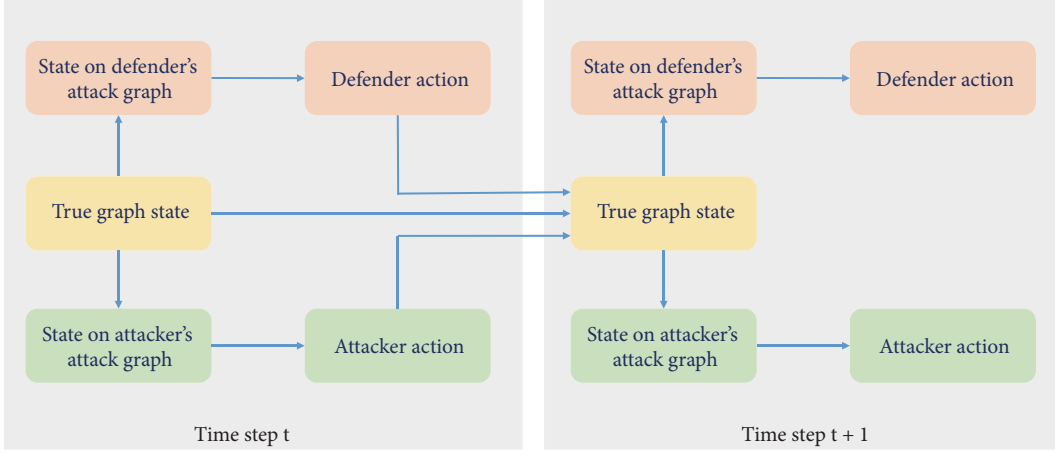 State on defender's
attack graph
Defender action
True graph state
State on attacker's
attack graph
Attacker action
Time step t
State on defender's
attack graph
Defender action
True graph state
State on attacker's
attack graph
Attacker action
Time step t + 1